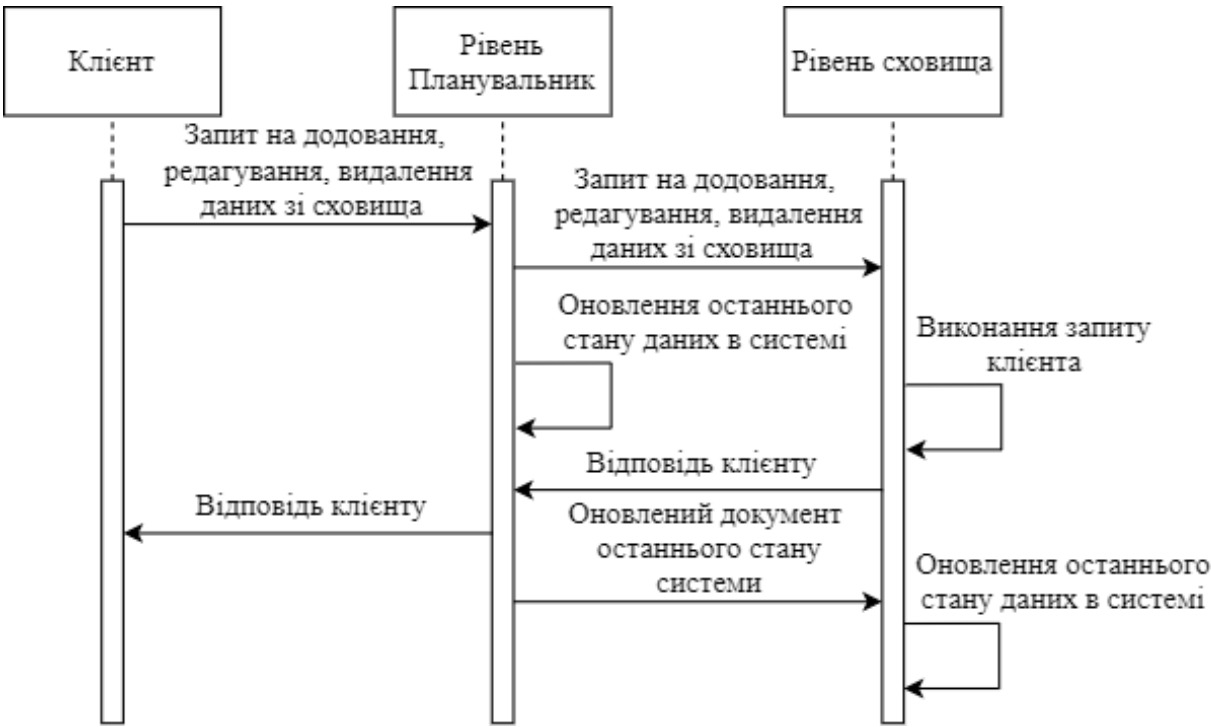 Клієнт
Рівень
Планувальник
Рівень сховища
Запит на додовання,
редагування, видалення
даних зі сховища
Запит на додовання,
редагування, видалення
даних зі сховища
Оновлення останнього
стану даних в системі
Виконання запиту
клієнта
Відповідь клієнту
Відповідь клієнту
Оновлений документ
останнього стану
системи
Оновлення останнього
стану даних в системі